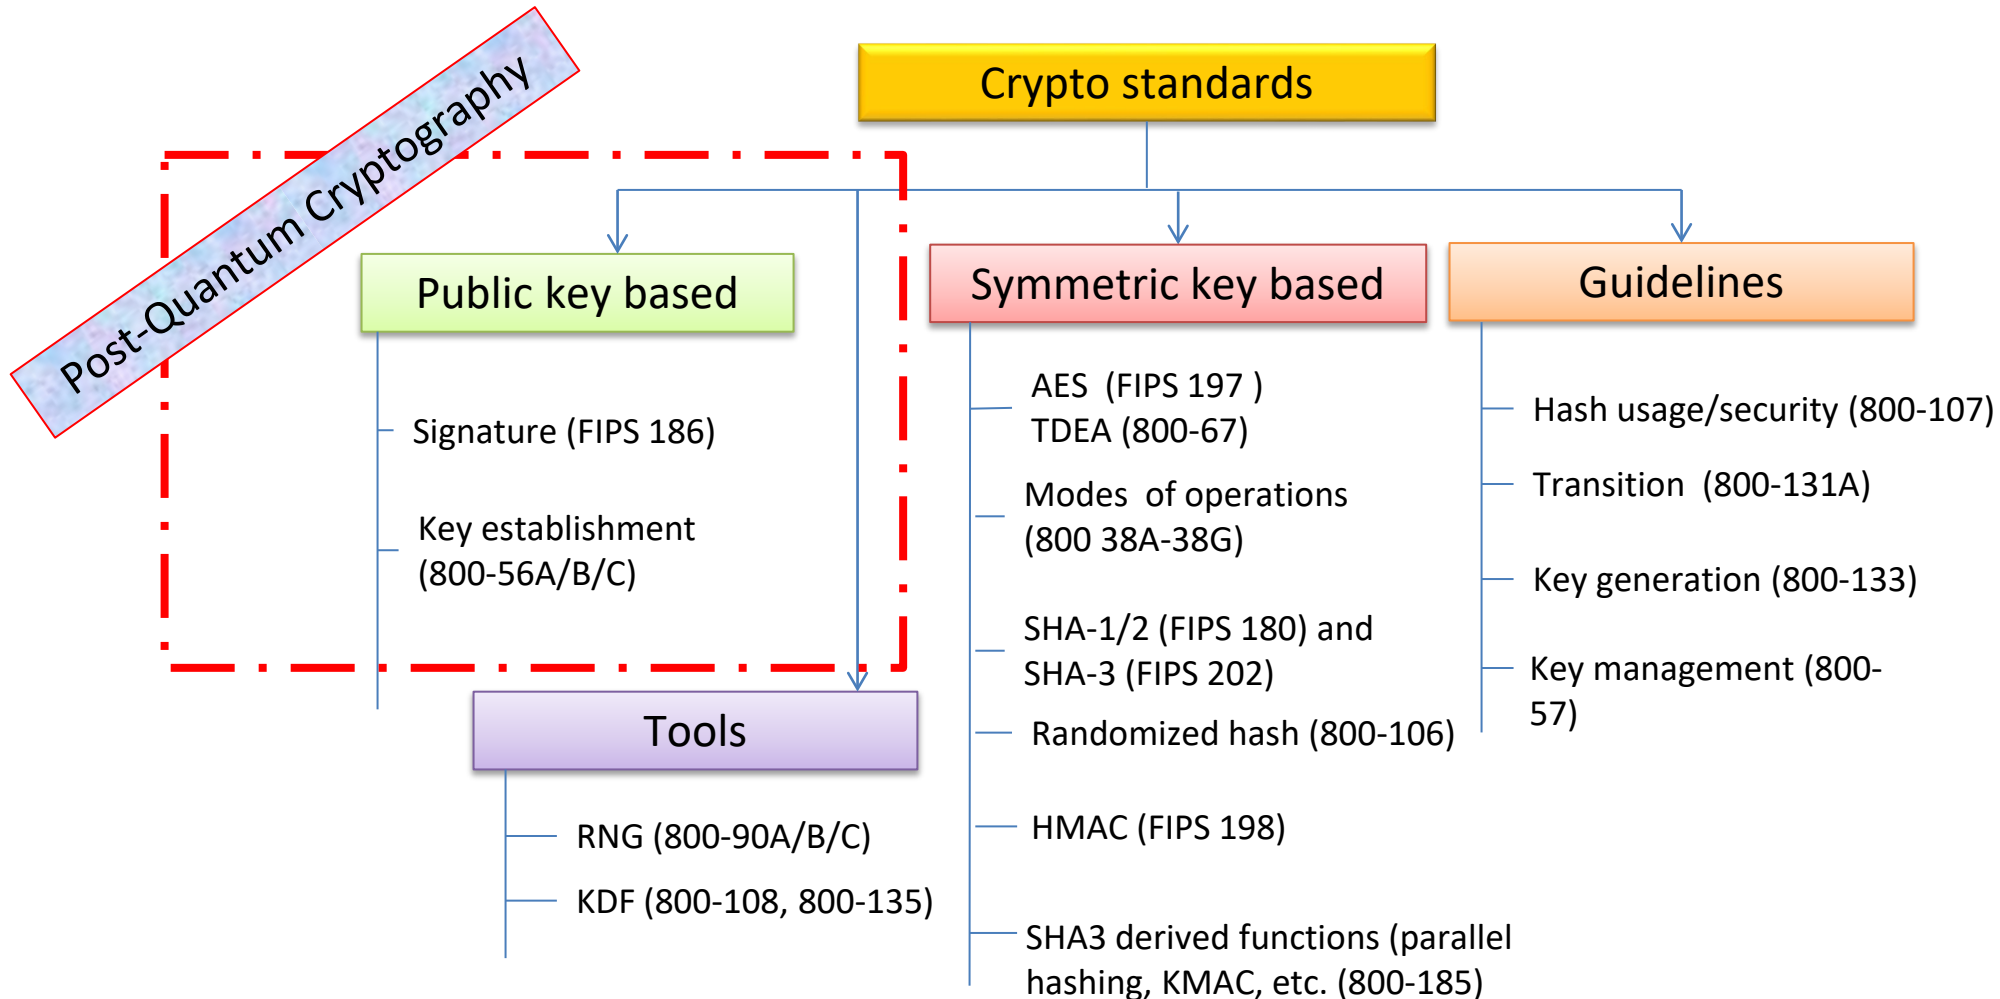 Post-Quantum Cryptography
Crypto standards
Public key based
Signature (FIPS 186)
Key establishment
(800-56A/B/C)
Tools
RNG (800-90A/B/C)
KDF (800-108, 800-135)
Symmetric key based
AES  (FIPS 197 )
TDEA (800-67)
Modes  of operations
(800 38A-38G)
SHA-1/2 (FIPS 180) and
SHA-3 (FIPS 202)
Randomized hash (800-106)
HMAC (FIPS 198)
SHA3 derived functions (parallel
hashing, KMAC, etc. (800-185)
Guidelines
Hash usage/security (800-107)
Transition  (800-131A)
Key generation (800-133)
Key management (800-
57)